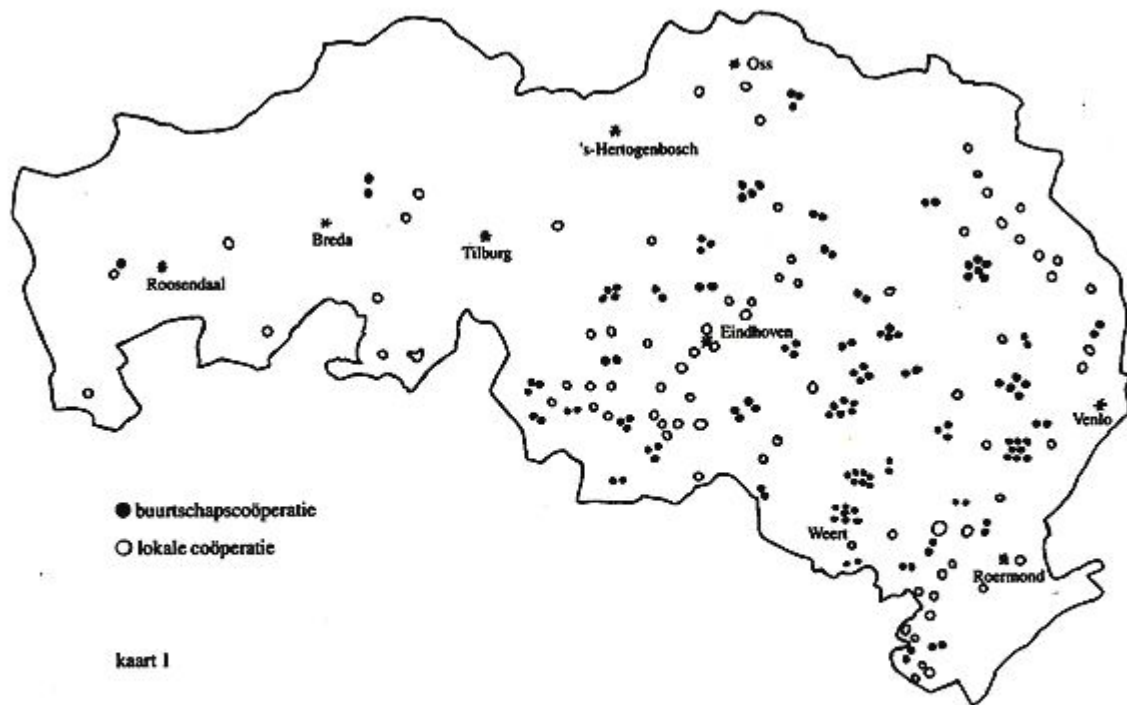 Oss
's-Hertogenbosch
Breda
Tilburg
Roosendaal
Eindhoven
Venlo
● buurtschapscoöperatie
○ lokale coöperatie
Weert
Roermond
kaart 1